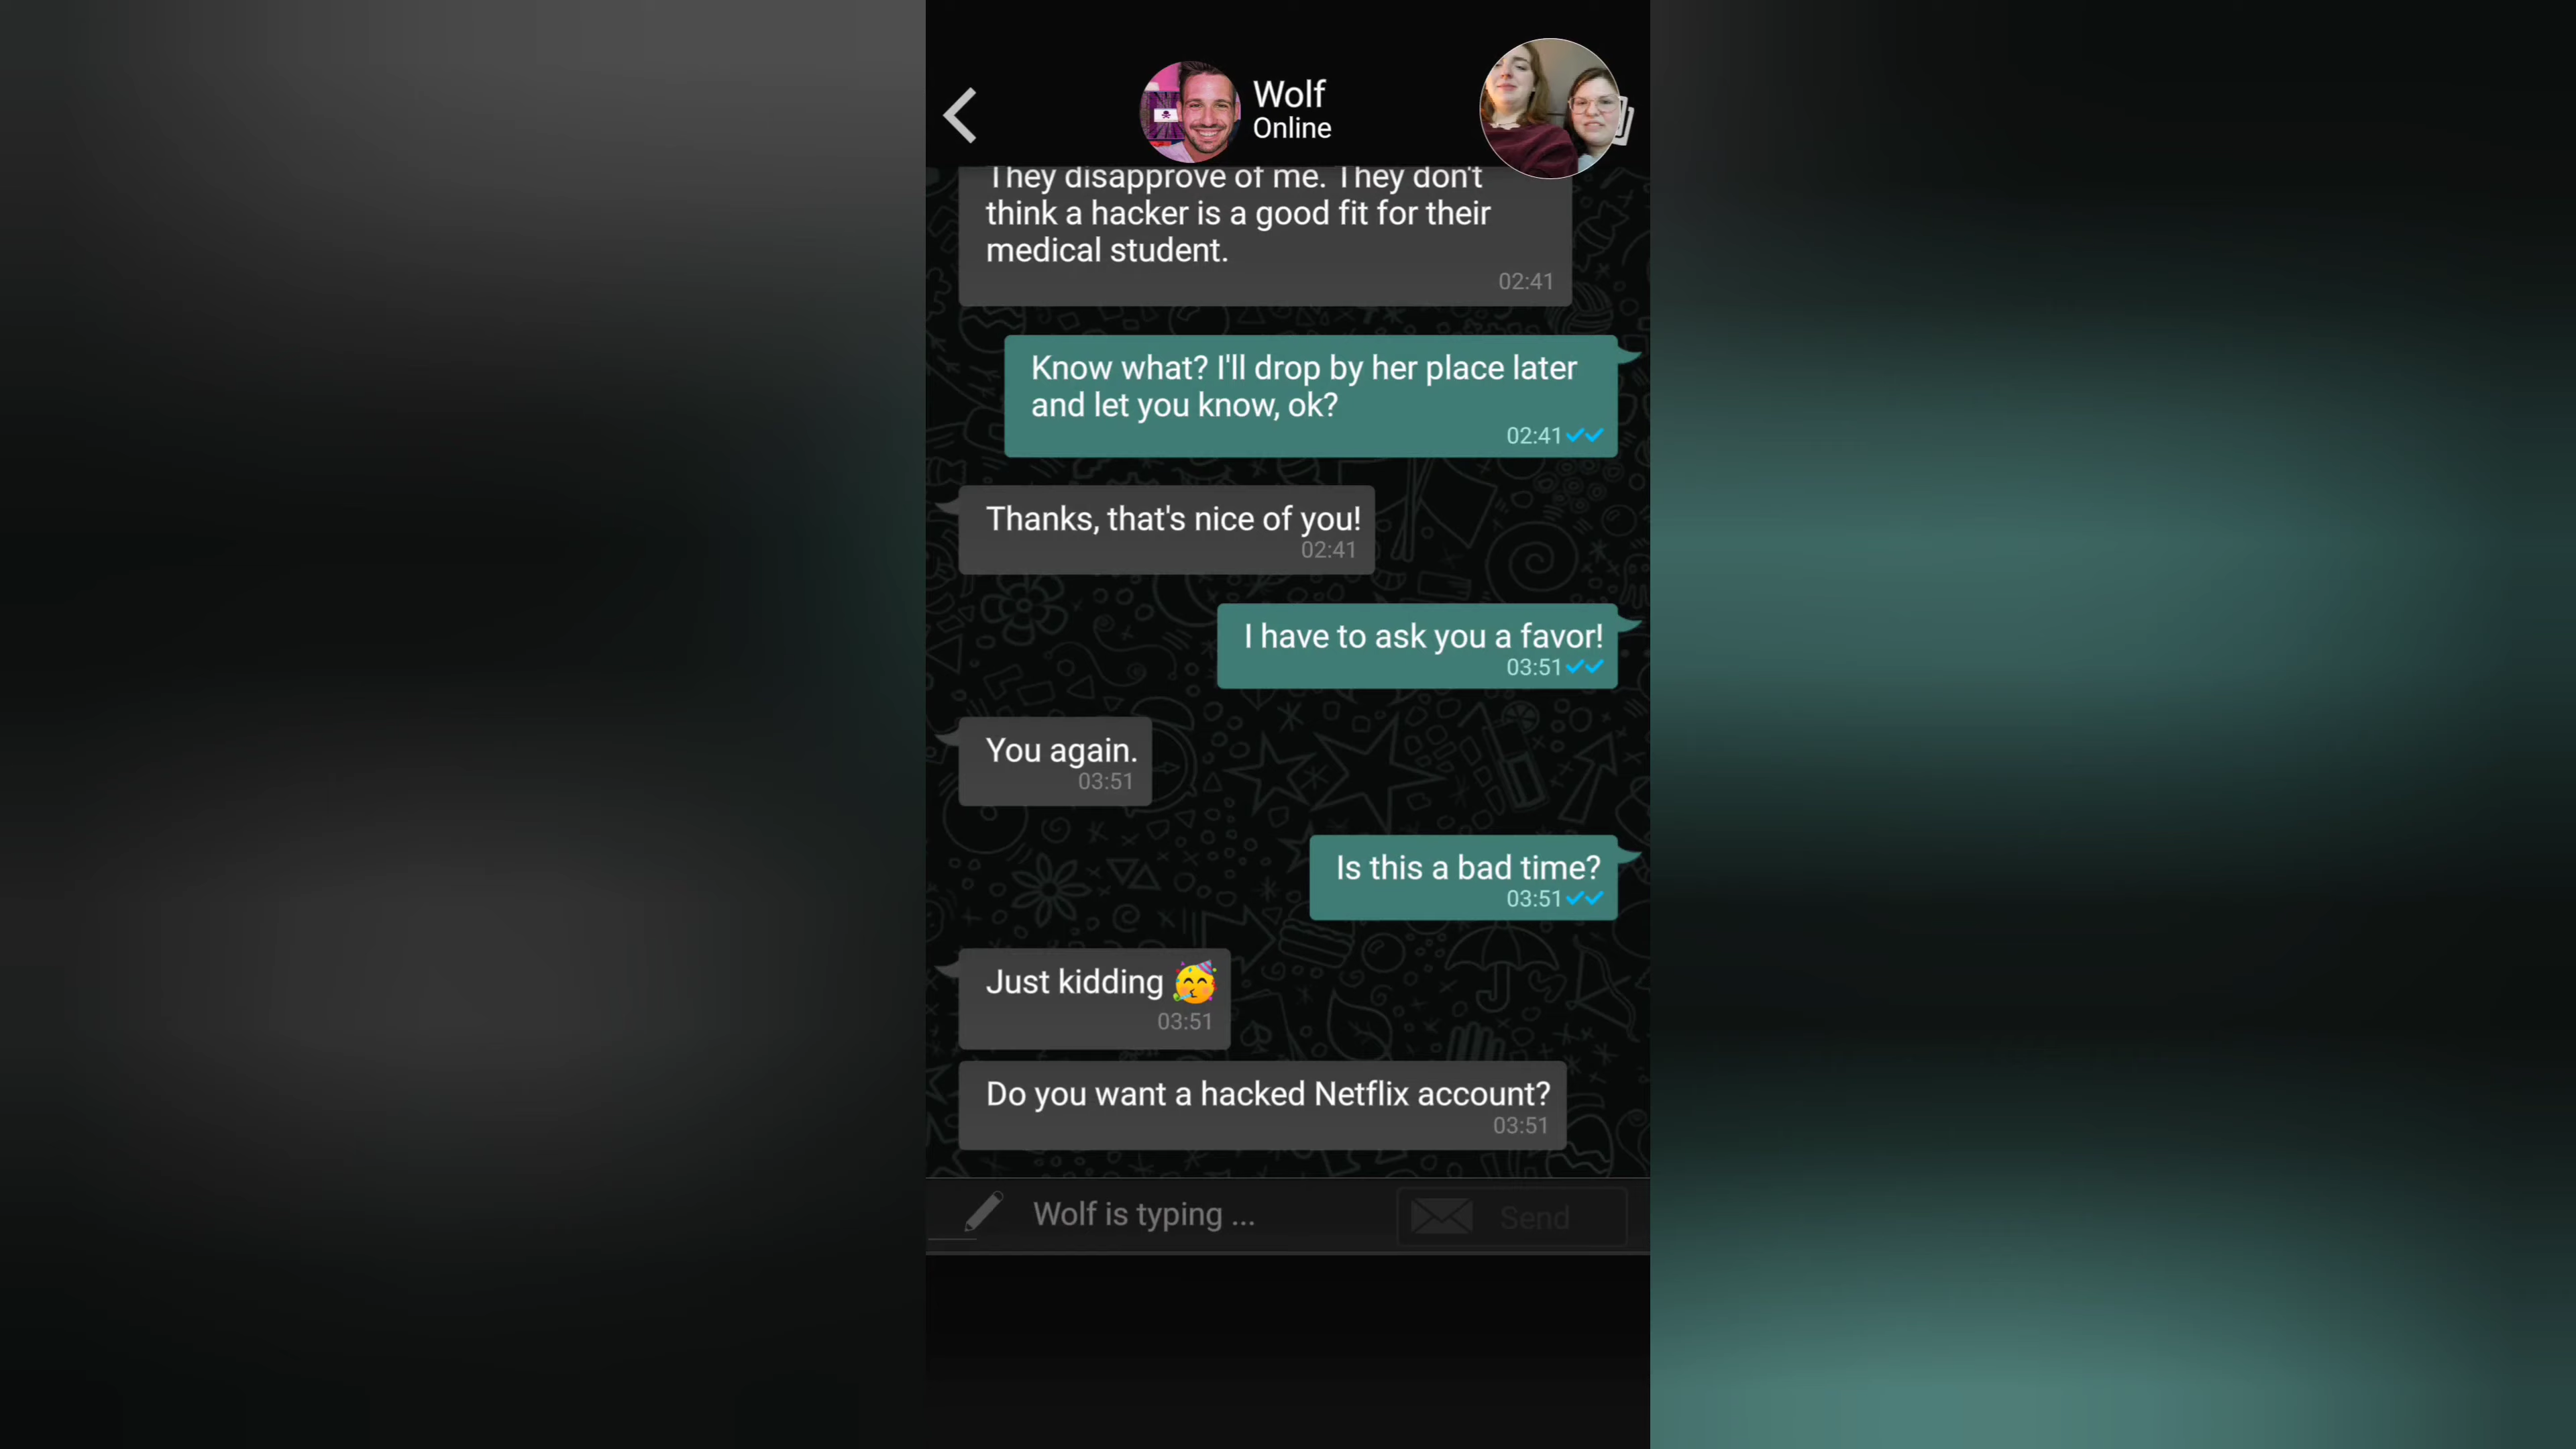 Wolf
Online
They disapprove of me. They don't
think a hacker is a good fit for their
medical student.
02:41
Know what? I'll drop by her place later
and let you know, ok?
02:41
Thanks, that's nice of you!
02:41
I have to ask you a favor!
03:51
You again.
03:51
Is this a bad time?
03:51
Just kidding 🥳
03:51
Do you want a hacked Netflix account?
03:51
Wolf is typing ...
Send